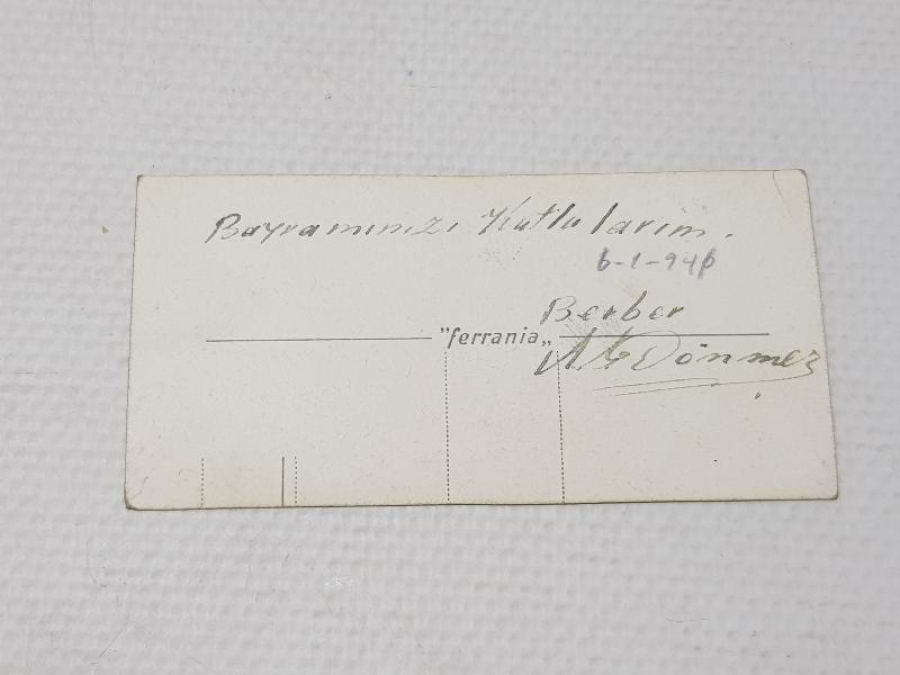 Bayramınızı Kutlularım.
6-1-946
Berber
"ferrania„
Dönmez